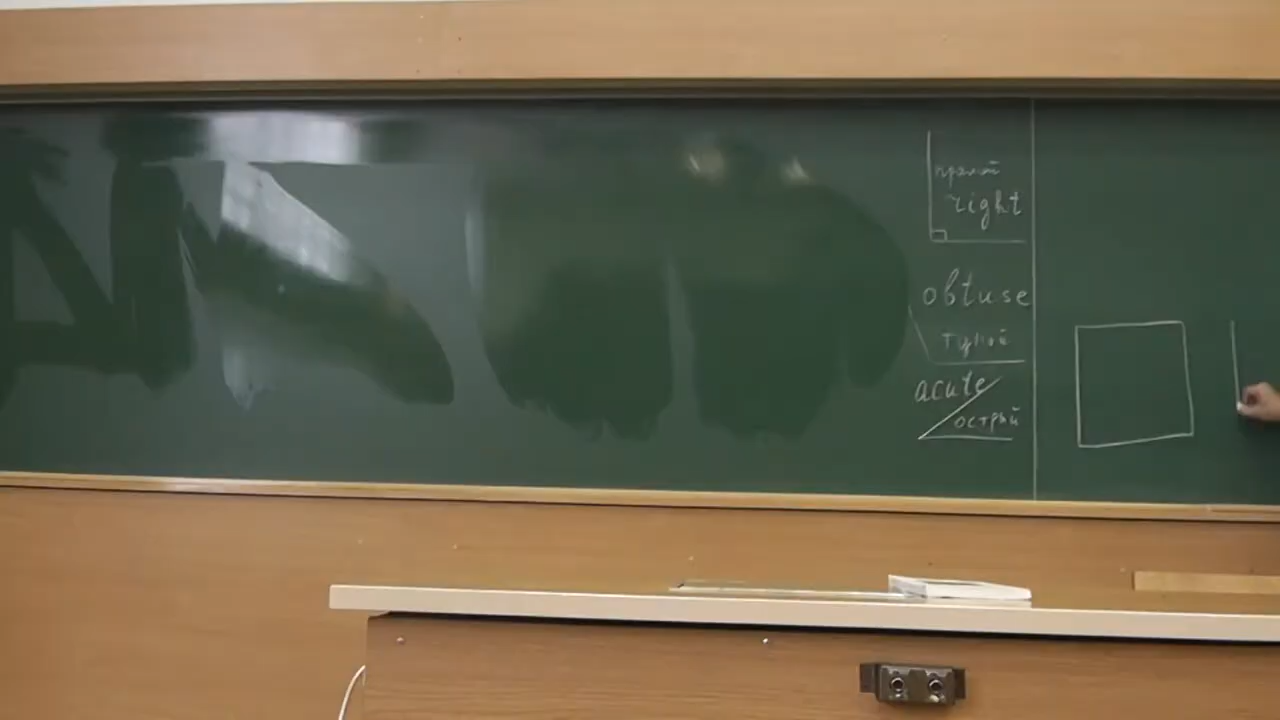 прямой
right
obtuse
тупой
acute
острый